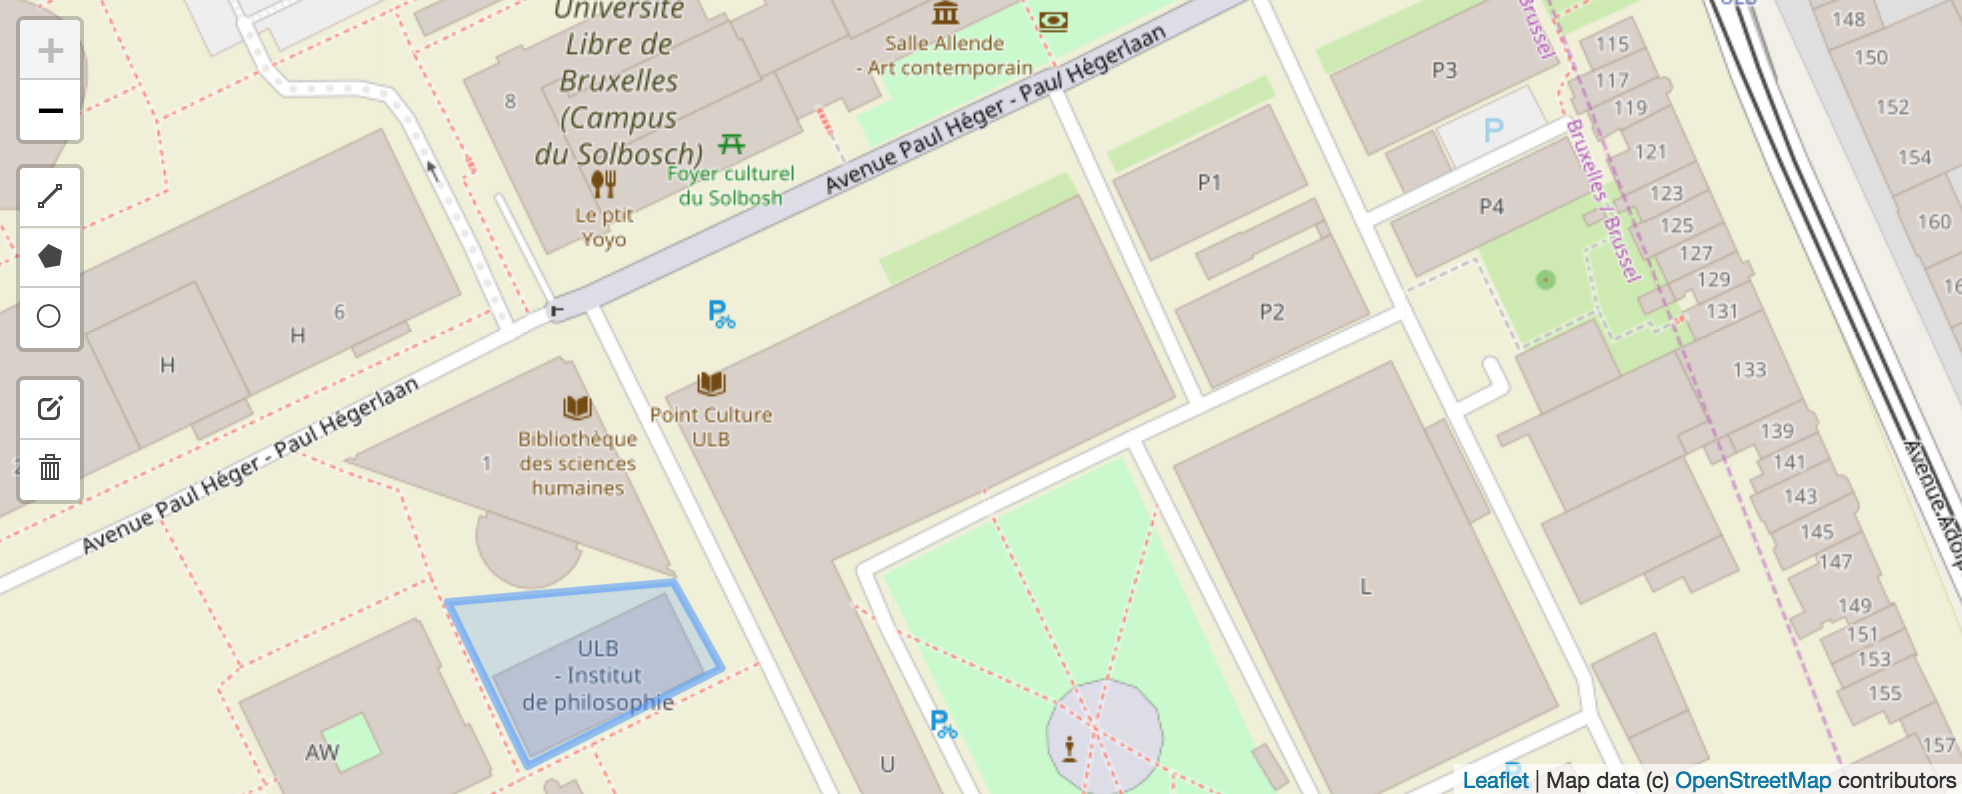 Université
Libre de
Bruxelles
(Campus
du Solbosch)
8
Salle Allende
- Art contemporain
Foyer culturel
du Solbosh
Le ptit
Yoyo
Avenue Paul Héger - Paul Hégerlaan
P3
P
P1
P4
P2
Brussel
Bruxelles / Brussel
ULB
115
117
119
121
123
125
127
129
131
133
139
141
143
145
147
149
151
153
155
157
148
150
152
154
160
16
H
H
6
2
Avenue Paul Héger - Paul Hégerlaan
1
Bibliothèque
des sciences
humaines
P
Point Culture
ULB
ULB
- Institut
de philosophie
AW
U
P
L
Avenue Adolp
Leaflet | Map data (c) OpenStreetMap contributors